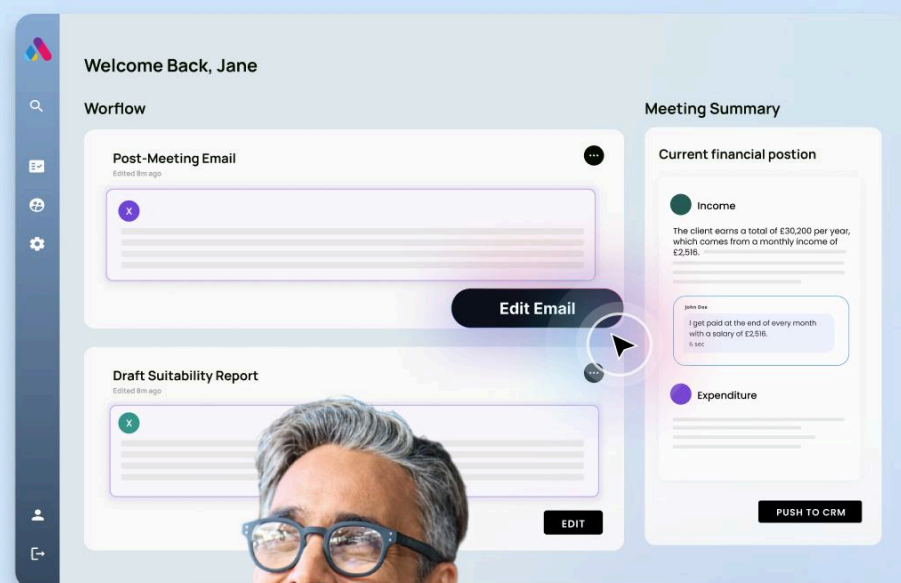 Welcome Back, Jane
Worflow
Post-Meeting Email
Edited 8m ago
X
Edit Email
Draft Suitability Report
Edited 8m ago
X
EDIT
Meeting Summary
Current financial postion
Income
The client earns a total of £30,200 per year,
which comes from a monthly income of
£2,516.
John Doe
I get paid at the end of every month
with a salary of £2,516.
6 sec
Expenditure
PUSH TO CRM